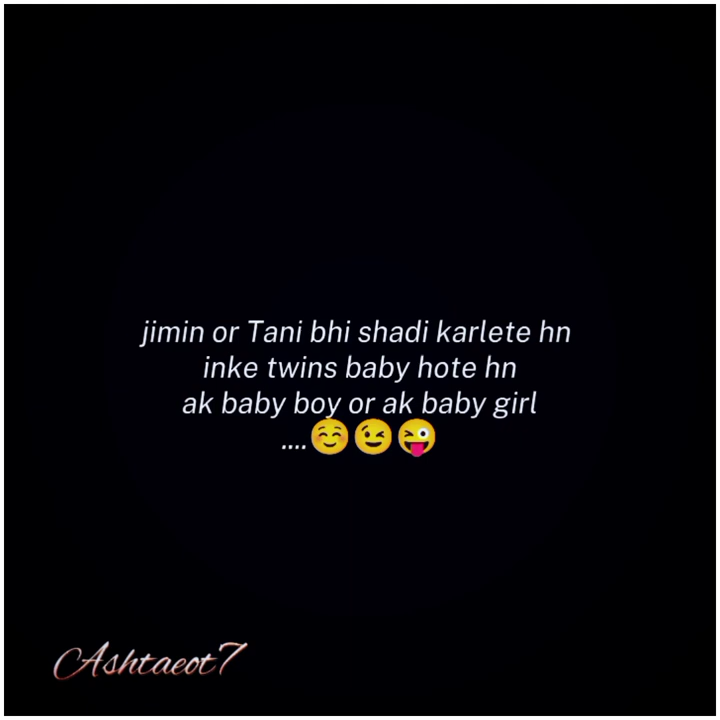 jimin or Tani bhi shadi karlete hn
inke twins baby hote hn
ak baby boy or ak baby girl
....☺️😉😜
Ashtaeot7